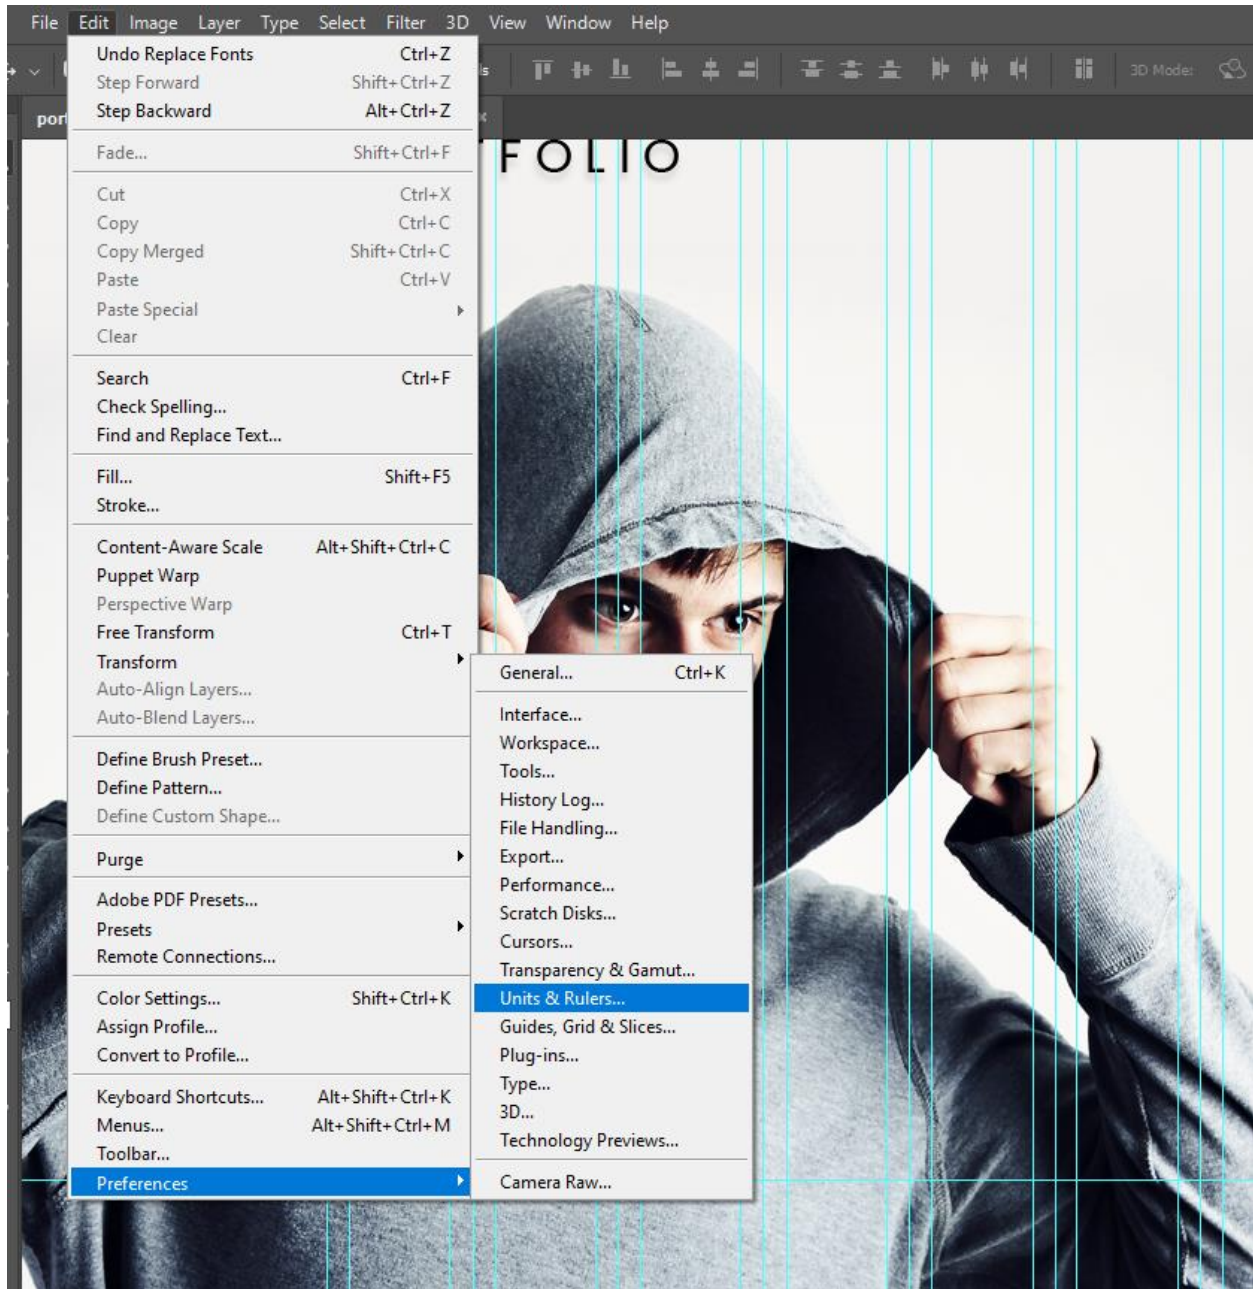 File Edit Image Layer Type Select Filter 3D View Window Help
3D Mode:
TFOLIO
Undo Replace Fonts Ctrl+Z
Step Forward Shift+Ctrl+Z
Step Backward Alt+Ctrl+Z
Fade... Shift+Ctrl+F
Cut Ctrl+X
Copy Ctrl+C
Copy Merged Shift+Ctrl+C
Paste Ctrl+V
Paste Special
Clear
Search Ctrl+F
Check Spelling...
Find and Replace Text...
Fill... Shift+F5
Stroke...
Content-Aware Scale Alt+Shift+Ctrl+C
Puppet Warp
Perspective Warp
Free Transform Ctrl+T
Transform
Auto-Align Layers...
Auto-Blend Layers...
Define Brush Preset...
Define Pattern...
Define Custom Shape...
Purge
Adobe PDF Presets...
Presets
Remote Connections...
Color Settings... Shift+Ctrl+K
Assign Profile...
Convert to Profile...
Keyboard Shortcuts... Alt+Shift+Ctrl+K
Menus... Alt+Shift+Ctrl+M
Toolbar...
Preferences
General... Ctrl+K
Interface...
Workspace...
Tools...
History Log...
File Handling...
Export...
Performance...
Scratch Disks...
Cursors...
Transparency & Gamut...
Units & Rulers...
Guides, Grid & Slices...
Plug-ins...
Type...
3D...
Technology Previews...
Camera Raw...